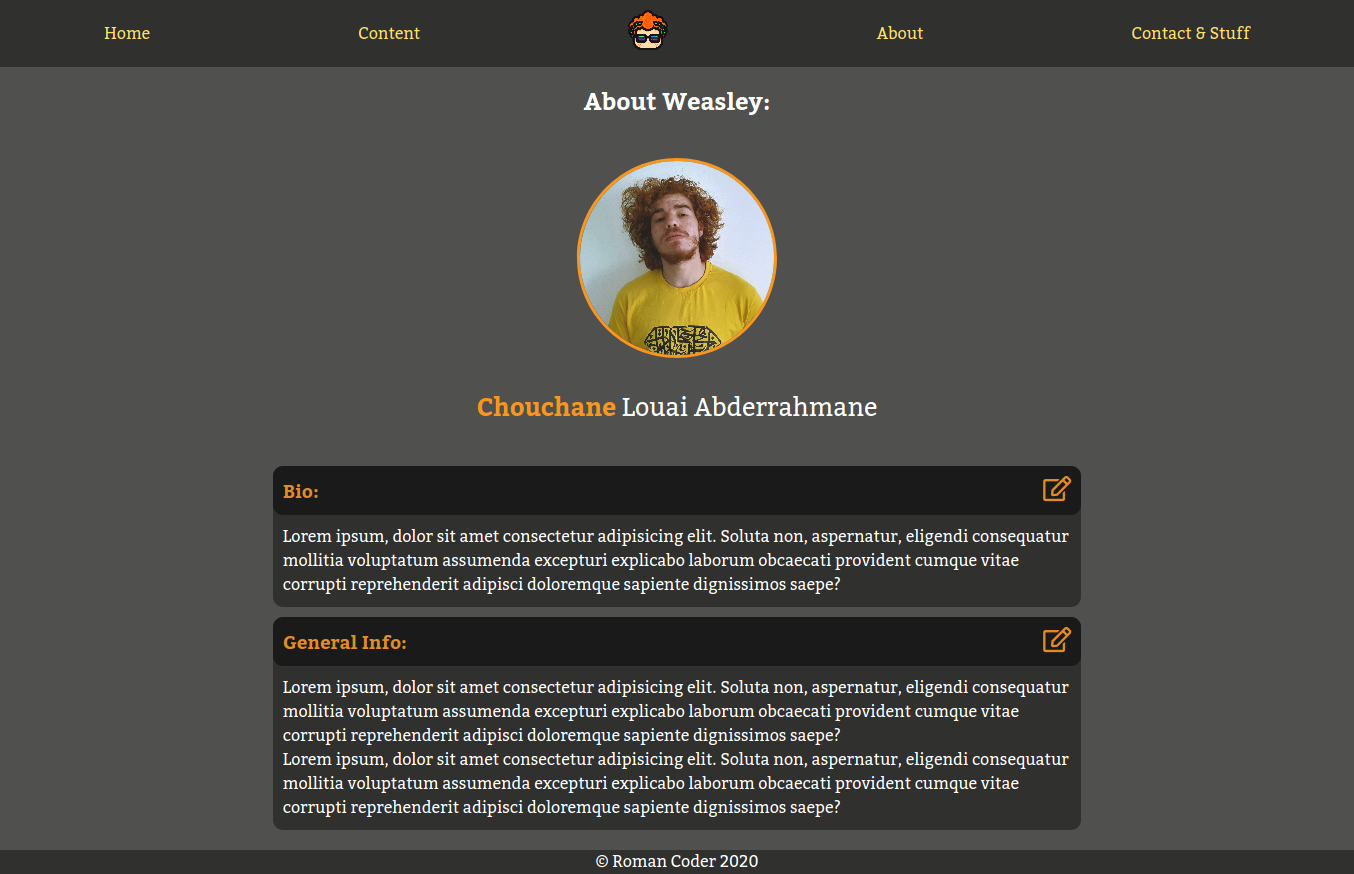 Home
Content
About
Contact & Stuff
About Weasley:
Chouchane Louai Abderrahmane
Bio:
Lorem ipsum, dolor sit amet consectetur adipisicing elit. Soluta non, aspernatur, eligendi consequatur
mollitia voluptatum assumenda excepturi explicabo laborum obcaecati provident cumque vitae
corrupti reprehenderit adipisci doloremque sapiente dignissimos saepe?
General Info:
Lorem ipsum, dolor sit amet consectetur adipisicing elit. Soluta non, aspernatur, eligendi consequatur
mollitia voluptatum assumenda excepturi explicabo laborum obcaecati provident cumque vitae
corrupti reprehenderit adipisci doloremque sapiente dignissimos saepe?
Lorem ipsum, dolor sit amet consectetur adipisicing elit. Soluta non, aspernatur, eligendi consequatur
mollitia voluptatum assumenda excepturi explicabo laborum obcaecati provident cumque vitae
corrupti reprehenderit adipisci doloremque sapiente dignissimos saepe?
© Roman Coder 2020